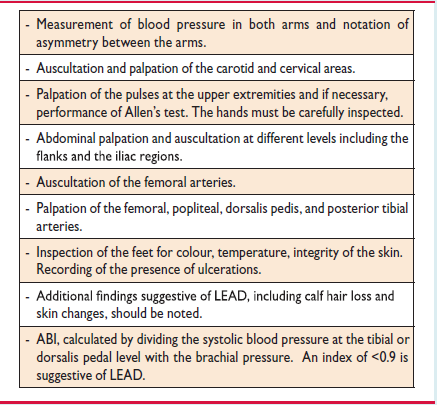 - Measurement of blood pressure in both arms and notation of
asymmetry between the arms.
- Auscultation and palpation of the carotid and cervical areas.
- Palpation of the pulses at the upper extremities and if necessary,
performance of Allen's test. The hands must be carefully inspected.
- Abdominal palpation and auscultation at different levels including the
flanks and the iliac regions.
- Auscultation of the femoral arteries.
- Palpation of the femoral, popliteal, dorsalis pedis, and posterior tibial
arteries.
- Inspection of the feet for colour, temperature, integrity of the skin.
Recording of the presence of ulcerations.
- Additional findings suggestive of LEAD, including calf hair loss and
skin changes, should be noted.
- ABI, calculated by dividing the systolic blood pressure at the tibial or
dorsalis pedal level with the brachial pressure. An index of <0.9 is
suggestive of LEAD.